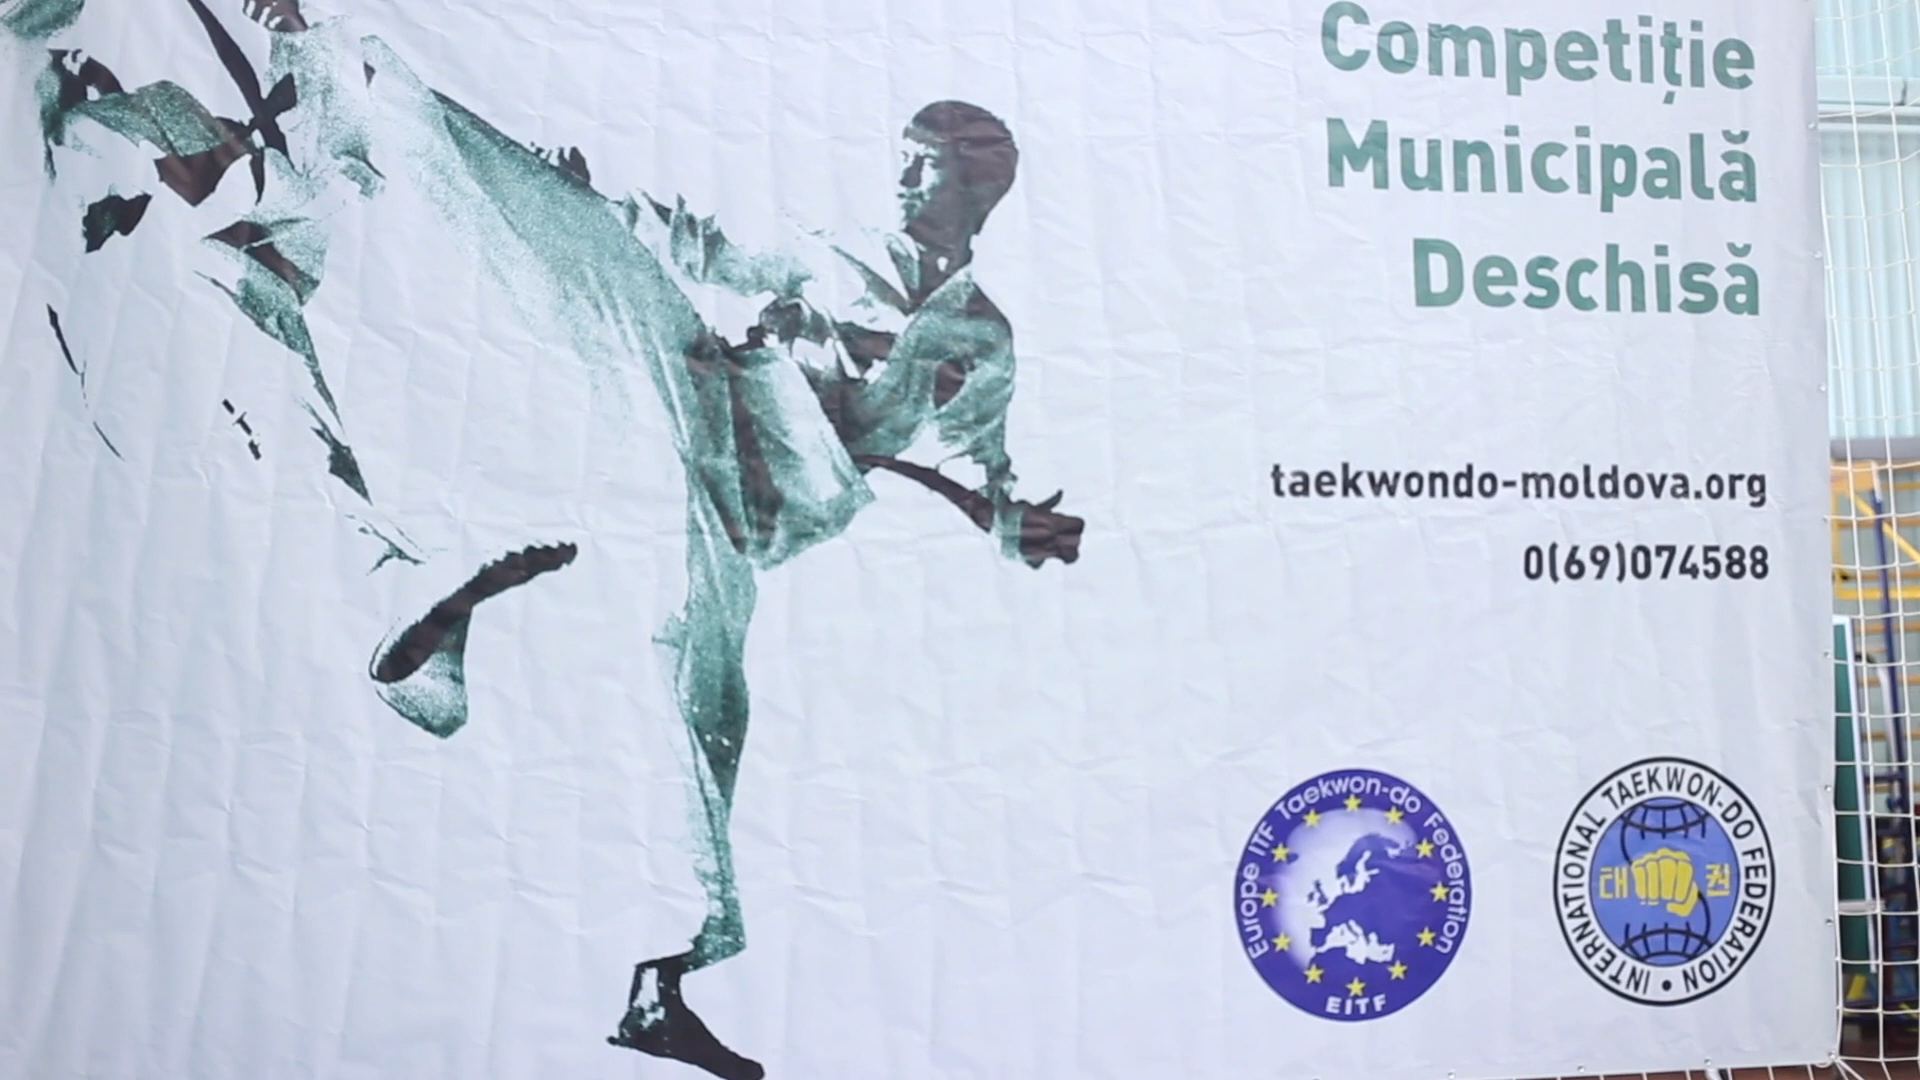 Competiție
Municipală
Deschisă
taekwondo-moldova.org
0(69)074588
Europe ITF Taekwon-do Federation
EITF
INTERNATIONAL TAEKWON-DO FEDERATION
태 권